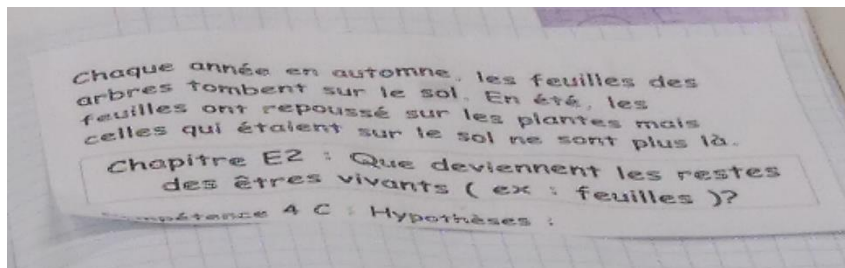 Chaque année en automne, les feuilles des
arbres tombent sur le sol. En été, les
feuilles ont repoussé sur les plantes mais
celles qui étaient sur le sol ne sont plus là.
Chapitre E2 : Que deviennent les restes
des êtres vivants ( ex : feuilles )?
Compétence 4 C : Hypothèses :